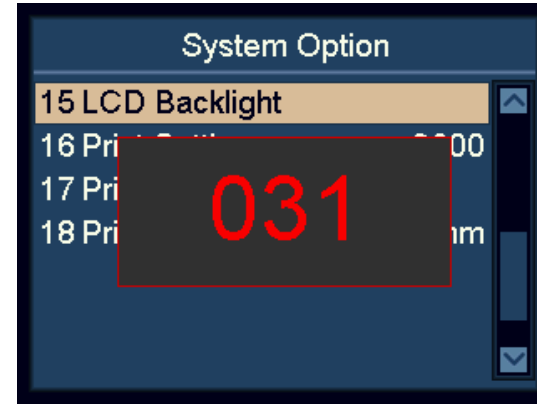 System Option
15 LCD Backlight
16 Pri 00
17 Pri
18 Pri mm
031